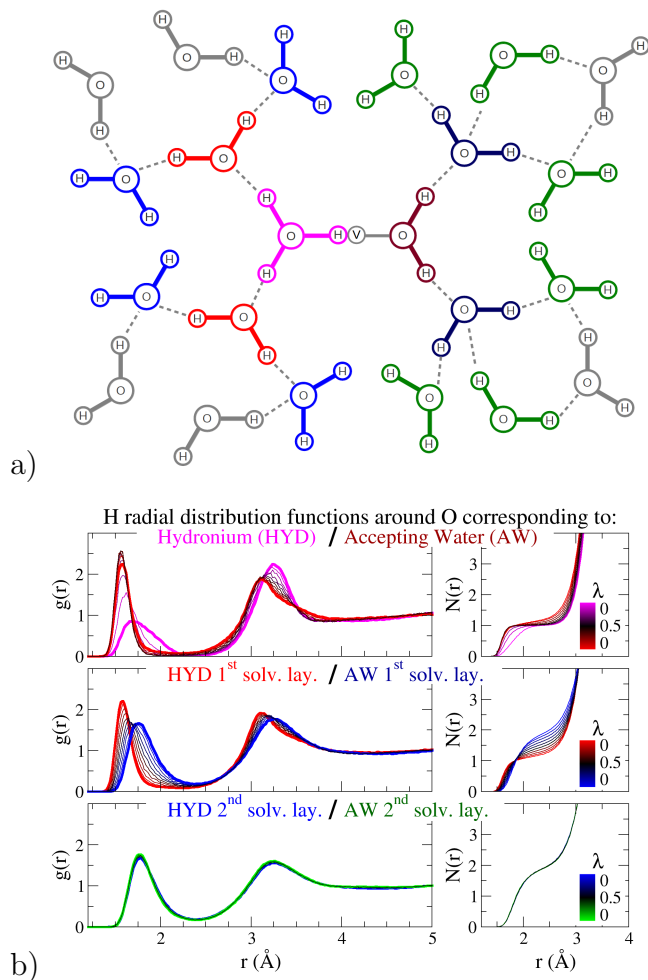 H
H
O
H
O
H
H
H
H
O
H
O
H
H
O
H
H
O
H
H
O
H
H
O
H
H
O
H
H
O
H
H
O
H
H
O
H
H
O
H
H
V
O
H
H
O
H
H
O
H
H
O
H
H
O
H
H
O
H
H
O
H
H
O
H
H
O
H
H
O
H
H
O
H
H
O
H
H
a)
H radial distribution functions around O corresponding to:
Hydronium (HYD) / Accepting Water (AW)
g(r)
2
1
0
N(r)
4
3
2
1
0
λ
0
0.5
0
HYD 1st solv. lay. / AW 1st solv. lay.
g(r)
2
1
0
N(r)
4
3
2
1
0
λ
0
0.5
0
HYD 2nd solv. lay. / AW 2nd solv. lay.
g(r)
2
1
0
N(r)
4
3
2
1
0
λ
0
0.5
0
2 3 4 5
r (Å)
2 3 4
r (Å)
b)